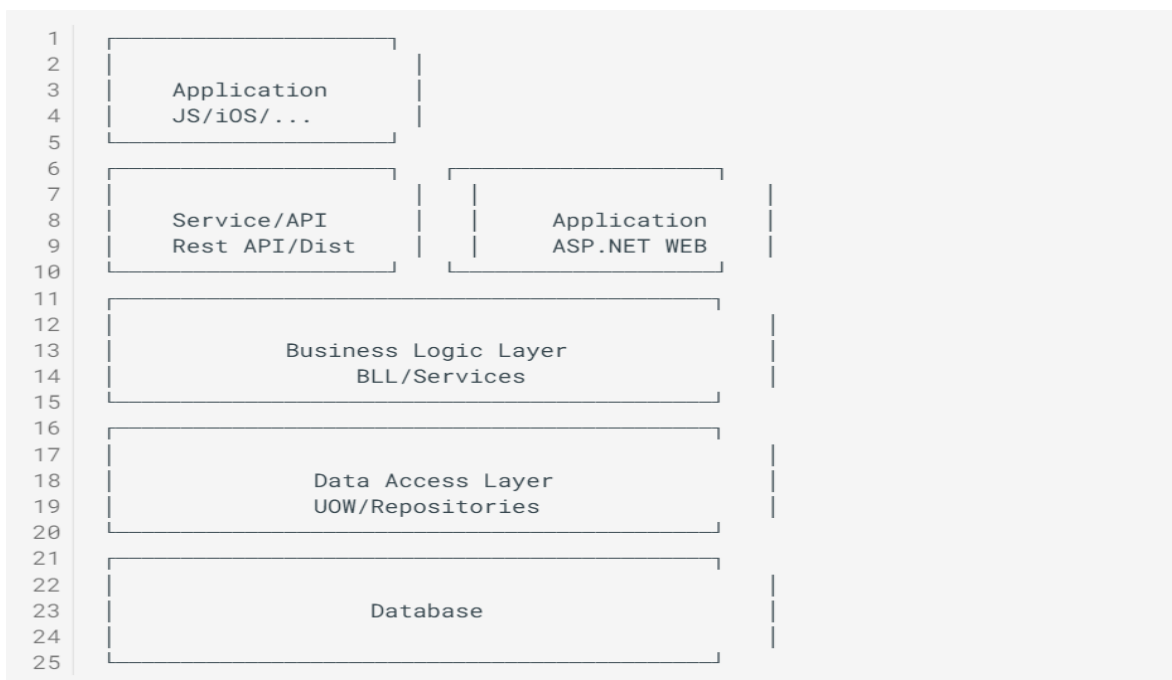 1
2
3 Application
4 JS/iOS/...
5
6
7
8 Service/API Application
9 Rest API/Dist ASP.NET WEB
10
11
12
13 Business Logic Layer
14 BLL/Services
15
16
17
18 Data Access Layer
19 UOW/Repositories
20
21
22
23 Database
24
25